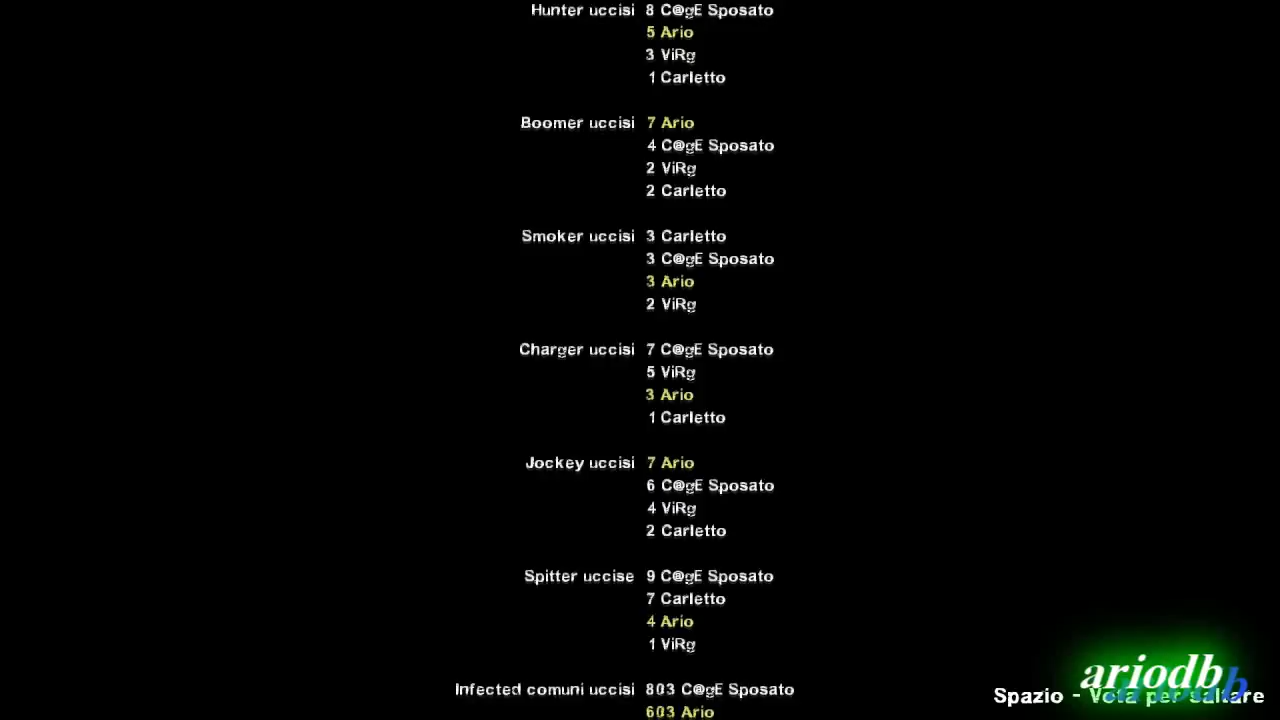 Hunter uccisi 8 C@gE Sposato
5 Ario
3 ViRg
1 Carletto
Boomer uccisi 7 Ario
4 C@gE Sposato
2 ViRg
2 Carletto
Smoker uccisi 3 Carletto
3 C@gE Sposato
3 Ario
2 ViRg
Charger uccisi 7 C@gE Sposato
5 ViRg
3 Ario
1 Carletto
Jockey uccisi 7 Ario
6 C@gE Sposato
4 ViRg
2 Carletto
Spitter uccise 9 C@gE Sposato
7 Carletto
4 Ario
1 ViRg
Infected comuni uccisi 803 C@gE Sposato
603 Ario
ariodb
Spazio - Vota per saltare